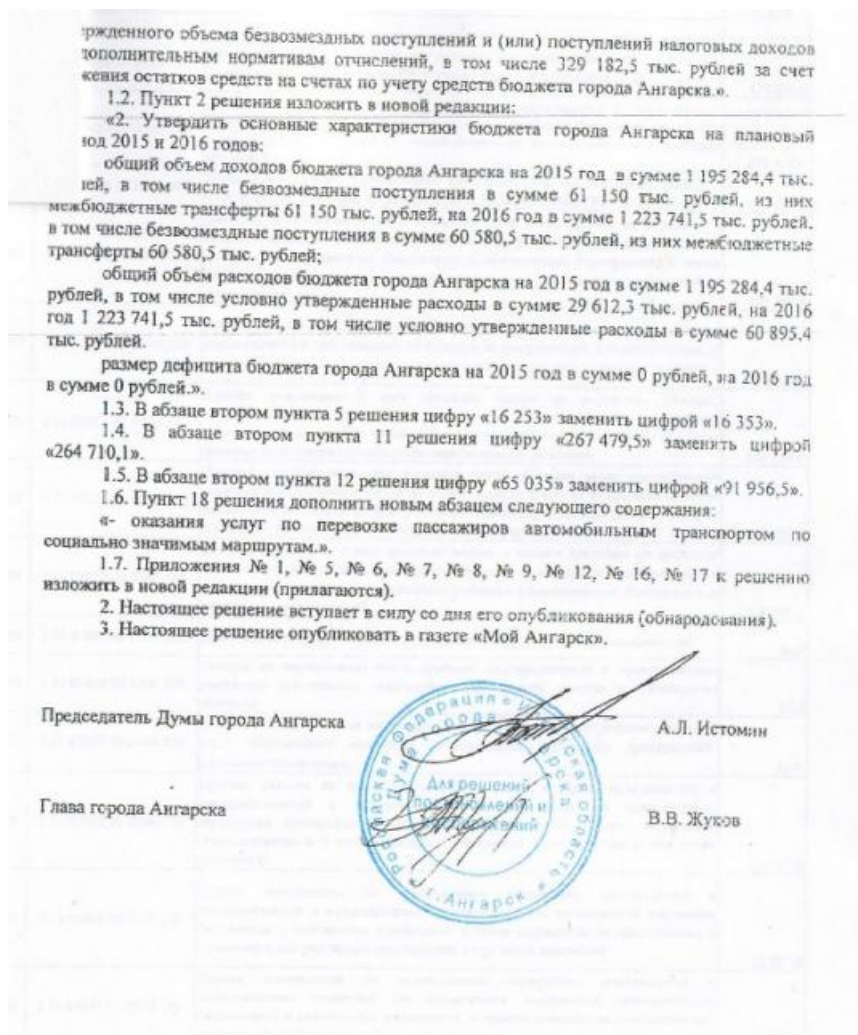 ржденного объема безвозмездных поступлений и (или) поступлений налоговых доходов
дополнительным нормативам отчислений, в том числе 329 182,5 тыс. рублей за счет
жения остатков средств на счетах по учету средств бюджета города Ангарска.».
1.2. Пункт 2 решения изложить в новой редакции:
«2. Утвердить основные характеристики бюджета города Ангарска на плановый
иод 2015 и 2016 годов:
общий объем доходов бюджета города Ангарска на 2015 год в сумме 1 195 284,4 тыс.
лей, в том числе безвозмездные поступления в сумме 61 150 тыс. рублей, из них
межбюджетные трансферты 61 150 тыс. рублей, на 2016 год в сумме 1 223 741,5 тыс. рублей,
в том числе безвозмездные поступления в сумме 60 580,5 тыс. рублей, из них межбюджетные
трансферты 60 580,5 тыс. рублей;
общий объем расходов бюджета города Ангарска на 2015 год в сумме 1 195 284,4 тыс.
рублей, в том числе условно утвержденные расходы в сумме 29 612,3 тыс. рублей, на 2016
год 1 223 741,5 тыс. рублей, в том числе условно утвержденные расходы в сумме 60 895,4
тыс. рублей.
размер дефицита бюджета города Ангарска на 2015 год в сумме 0 рублей, на 2016 год
в сумме 0 рублей.».
1.3. В абзаце втором пункта 5 решения цифру «16 253» заменить цифрой «16 353».
1.4. В абзаце втором пункта 11 решения цифру «267 479,5» заменить цифрой
«264 710,1».
1.5. В абзаце втором пункта 12 решения цифру «65 035» заменить цифрой «91 956,5».
1.6. Пункт 18 решения дополнить новым абзацем следующего содержания:
«- оказания услуг по перевозке пассажиров автомобильным транспортом по
социально значимым маршрутам.».
1.7. Приложения № 1, № 5, № 6, № 7, № 8, № 9, № 12, № 16, № 17 к решению
изложить в новой редакции (прилагаются).
2. Настоящее решение вступает в силу со дня его опубликования (обнародования).
3. Настоящее решение опубликовать в газете «Мой Ангарск».
Председатель Думы города Ангарска
А.Л. Истомин
Глава города Ангарска
В.В. Жуков
Российская Федерация
область
г. Ангарск
Дума города
Для решений,